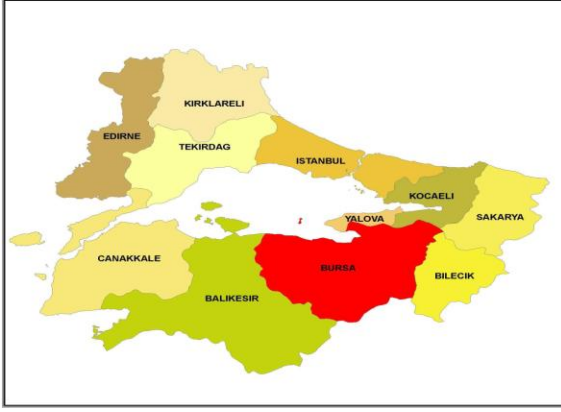 KIRKLARELI
EDIRNE
TEKIRDAG
ISTANBUL
KOCAELI
YALOVA
SAKARYA
CANAKKALE
BURSA
BILECIK
BALIKESIR